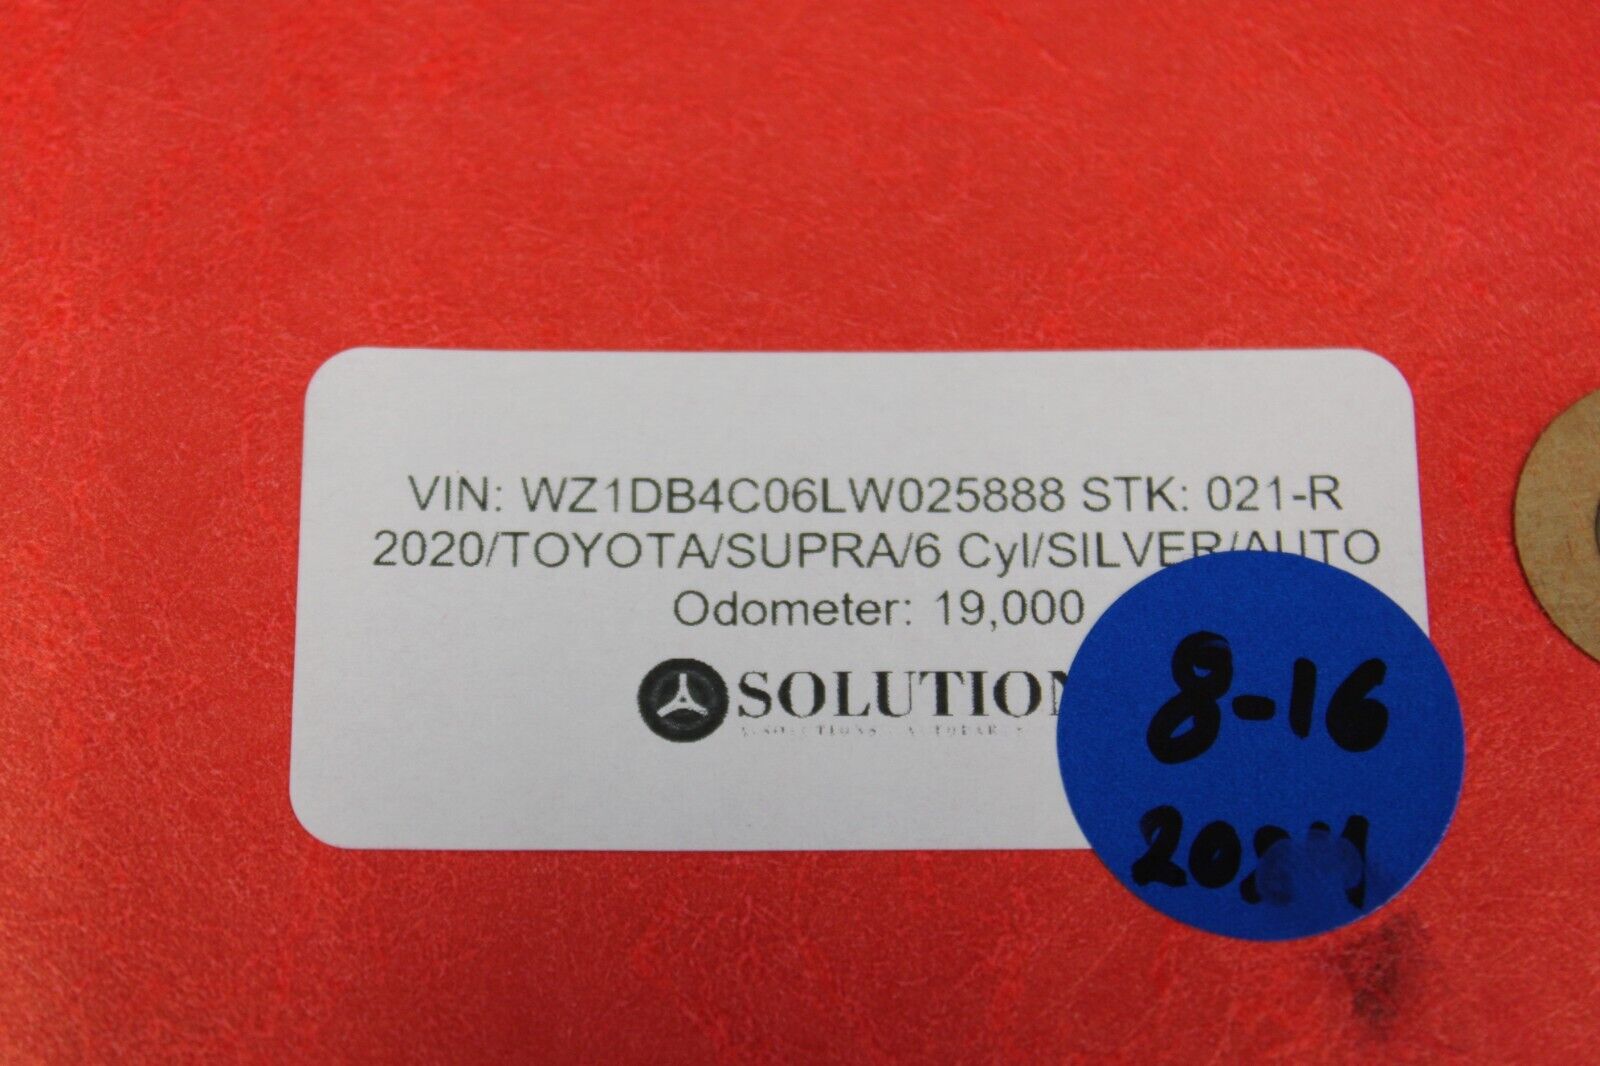 VIN: WZ1DB4C06LW025888 STK: 021-R
2020/TOYOTA/SUPRA/6 Cyl/SILVER/AUTO
Odometer: 19,000
SOLUTION
8-16